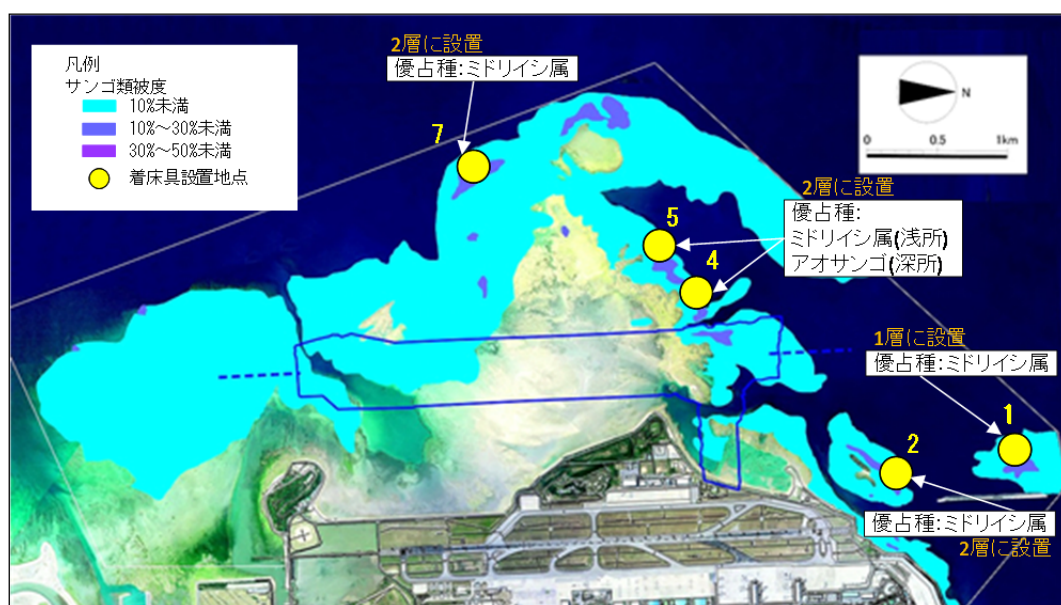 凡例
サンゴ類被度
10%未満
10%～30%未満
30%～50%未満
着床具設置地点
2層に設置
優占種:ミドリイシ属
7
N
0 0.5 1km
2層に設置
優占種:
ミドリイシ属(浅所)
アオサンゴ(深所)
5
4
1層に設置
優占種:ミドリイシ属
1
2
優占種:ミドリイシ属
2層に設置